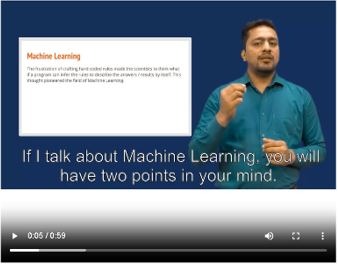 Machine Learning
The frustration of crafting hard coded rules made the scientists to think what
if a program can infer the rules to describe the answers / results by itself. This
thought pioneered the field of Machine Learning.
If I talk about Machine Learning, you will
have two points in your mind.
0:05 / 0:59